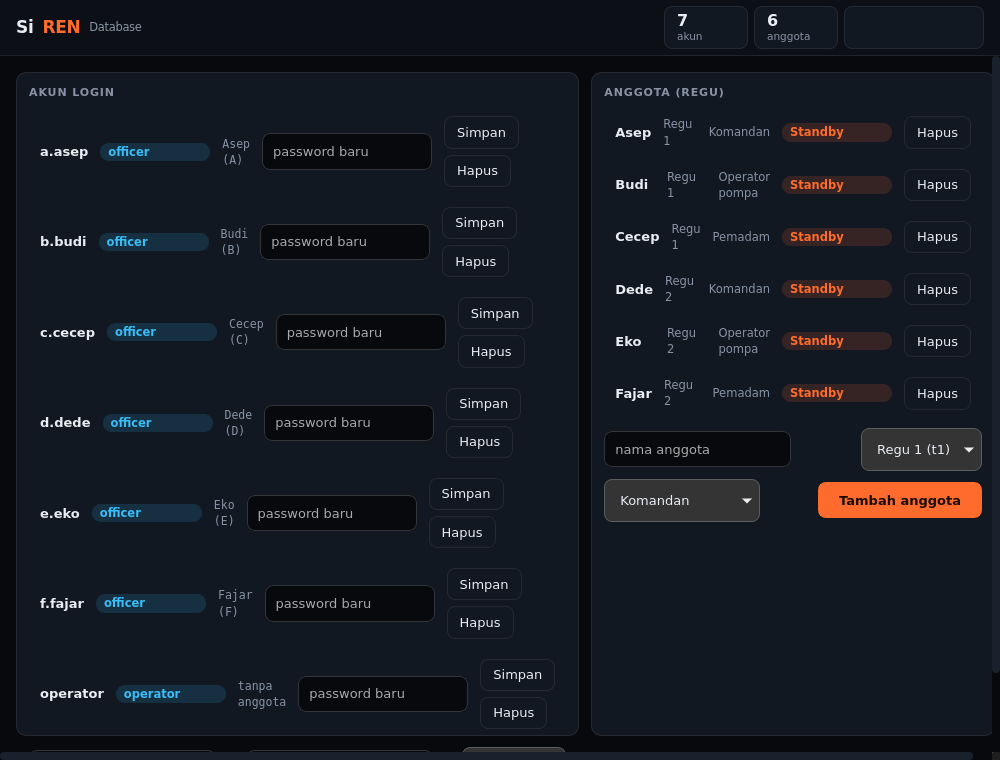 Si REN Database
7
akun
6
anggota
AKUN LOGIN
a.asep officer Asep (A) password baru Simpan Hapus
b.budi officer Budi (B) password baru Simpan Hapus
c.cecep officer Cecep (C) password baru Simpan Hapus
d.dede officer Dede (D) password baru Simpan Hapus
e.eko officer Eko (E) password baru Simpan Hapus
f.fajar officer Fajar (F) password baru Simpan Hapus
operator operator tanpa anggota password baru Simpan Hapus
ANGGOTA (REGU)
Asep Regu 1 Komandan Standby Hapus
Budi Regu 1 Operator pompa Standby Hapus
Cecep Regu 1 Pemadam Standby Hapus
Dede Regu 2 Komandan Standby Hapus
Eko Regu 2 Operator pompa Standby Hapus
Fajar Regu 2 Pemadam Standby Hapus
nama anggota Regu 1 (t1)
Komandan Tambah anggota